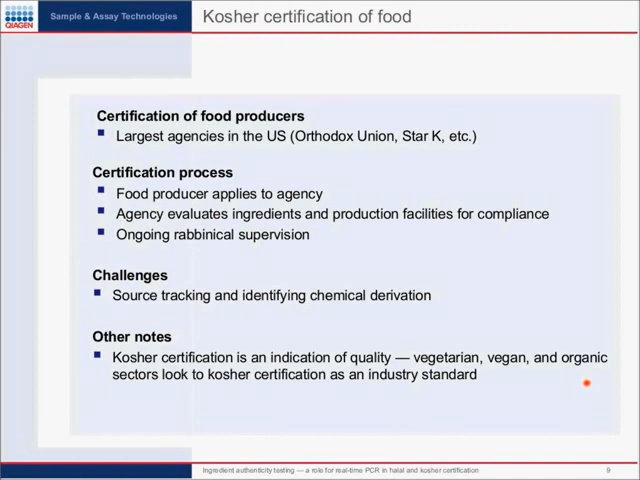 QIAGEN
Sample & Assay Technologies
Kosher certification of food
Certification of food producers
Largest agencies in the US (Orthodox Union, Star K, etc.)
Certification process
Food producer applies to agency
Agency evaluates ingredients and production facilities for compliance
Ongoing rabbinical supervision
Challenges
Source tracking and identifying chemical derivation
Other notes
Kosher certification is an indication of quality — vegetarian, vegan, and organic
sectors look to kosher certification as an industry standard
Ingredient authenticity testing — a role for real-time PCR in halal and kosher certification
9